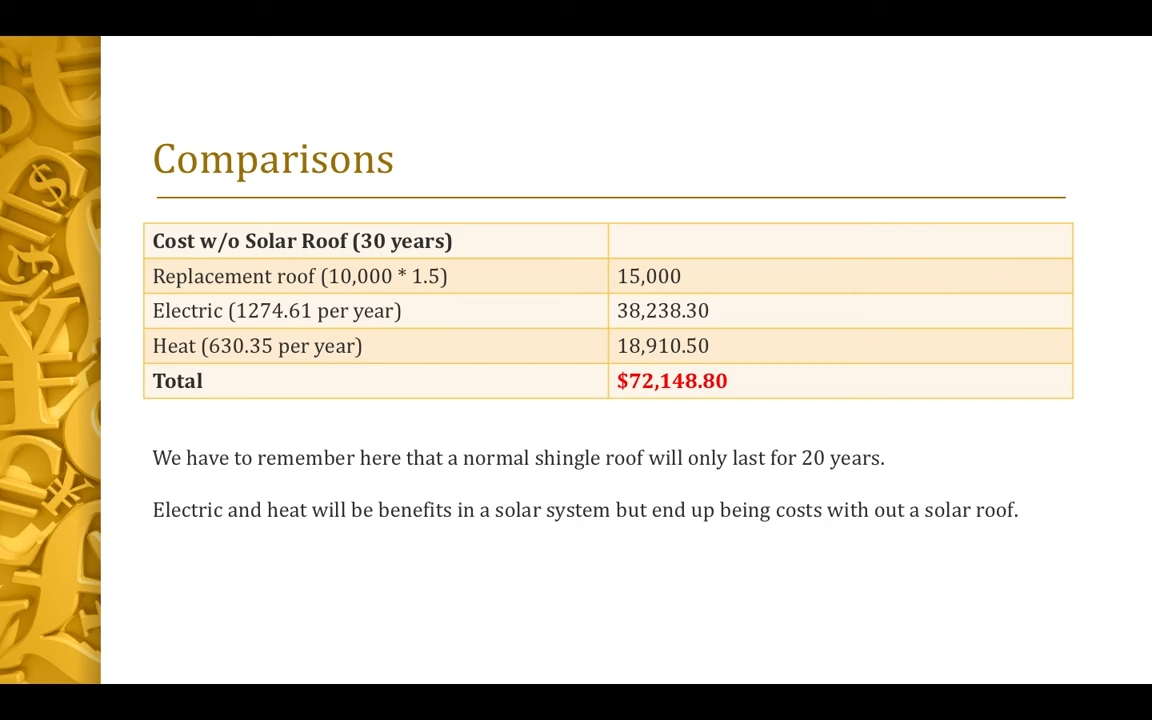 Comparisons
Cost w/o Solar Roof (30 years)
Replacement roof (10,000 * 1.5) 15,000
Electric (1274.61 per year) 38,238.30
Heat (630.35 per year) 18,910.50
Total $72,148.80
We have to remember here that a normal shingle roof will only last for 20 years.
Electric and heat will be benefits in a solar system but end up being costs with out a solar roof.